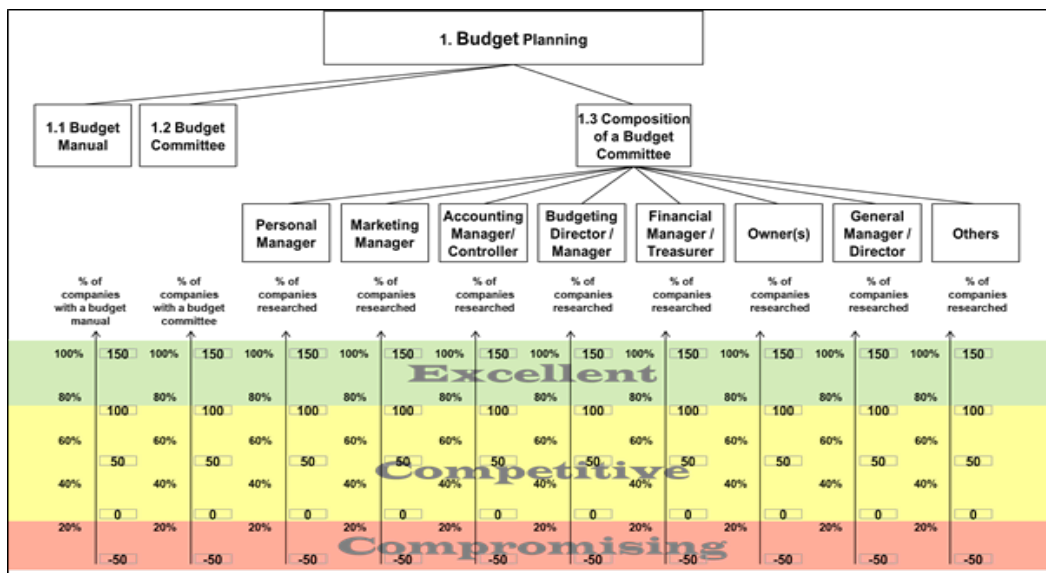 1. Budget Planning
1.1 Budget
Manual
1.2 Budget
Committee
1.3 Composition
of a Budget
Committee
Personal
Manager
Marketing
Manager
Accounting
Manager/
Controller
Budgeting
Director /
Manager
Financial
Manager /
Treasurer
Owner(s)
General
Manager /
Director
Others
% of
companies
with a budget
manual
% of
companies
with a budget
committee
% of
companies
researched
% of
companies
researched
% of
companies
researched
% of
companies
researched
% of
companies
researched
% of
companies
researched
% of
companies
researched
% of
companies
researched
100% 150 100% 150 100% 150 100% 150 100% 150 100% 150 100% 150 100% 150 100% 150 100% 150
Excellent
80% 80% 80% 80% 80% 80% 80% 80% 80% 80%
100 100 100 100 100 100 100 100 100 100
60% 60% 60% 60% 60% 60% 60% 60% 60% 60%
50 50 50 50 50 50 50 50 50 50
Competitive
40% 40% 40% 40% 40% 40% 40% 40% 40% 40%
0 0 0 0 0 0 0 0 0 0
20% 20% 20% 20% 20% 20% 20% 20% 20% 20%
Compromising
-50 -50 -50 -50 -50 -50 -50 -50 -50 -50